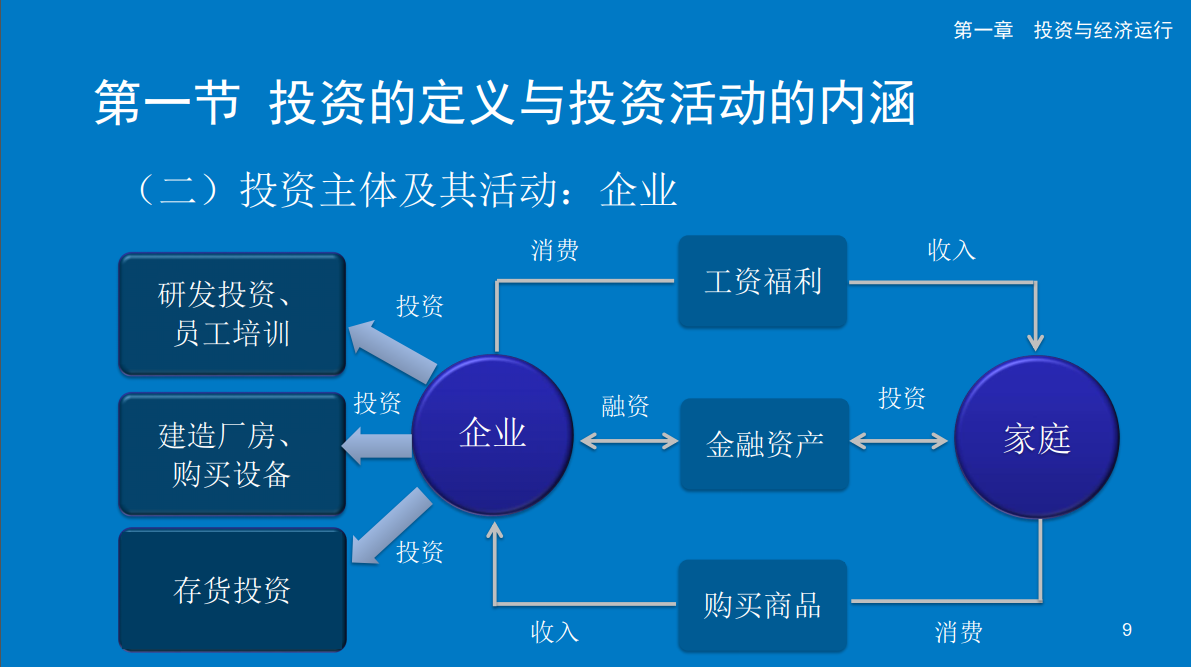 第一章　投资与经济运行
第一节 投资的定义与投资活动的内涵
（二）投资主体及其活动：企业
消费
工资福利
收入
研发投资、
员工培训
投资
建造厂房、
购买设备
投资
企业
融资
金融资产
投资
家庭
存货投资
投资
收入
购买商品
消费
9